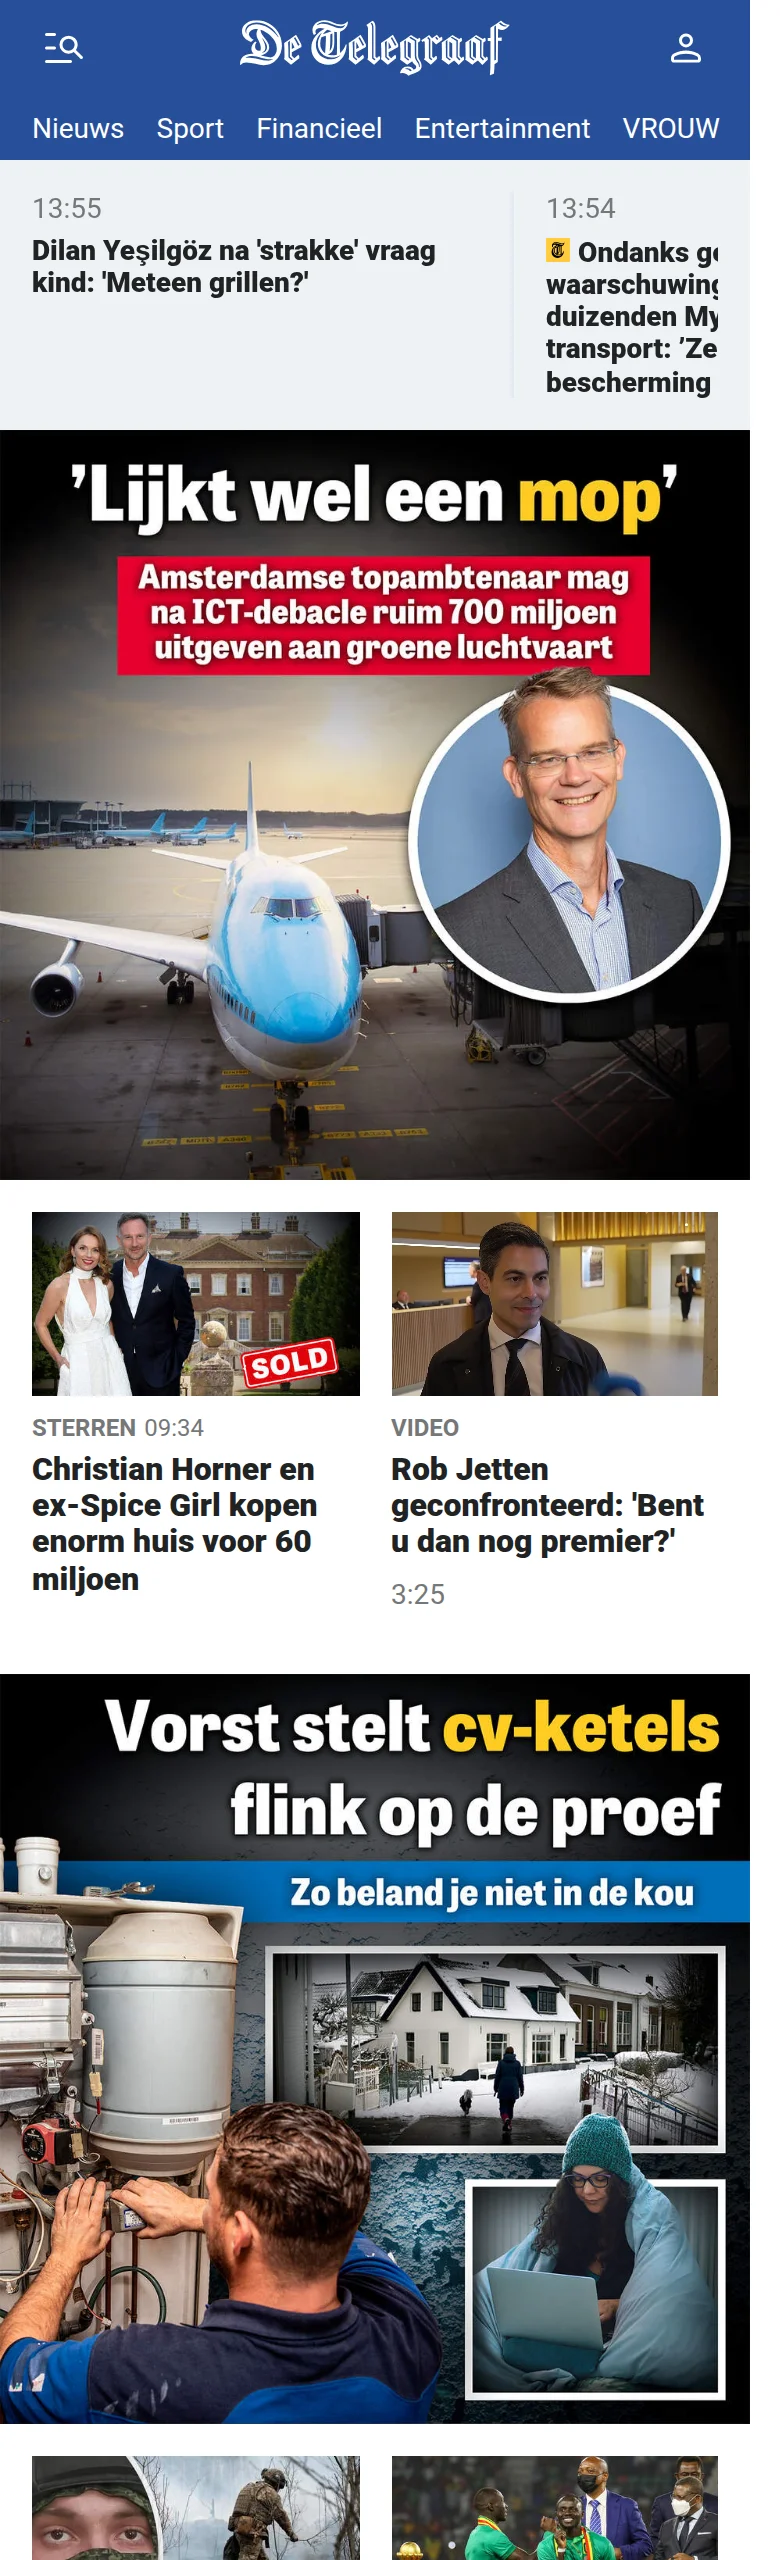 De Telegraaf
Nieuws Sport Financieel Entertainment VROUW
13:55
Dilan Yeşilgöz na 'strakke' vraag
kind: 'Meteen grillen?'
13:54
Ondanks
waarschuwing
duizenden My
transport: ’Ze
bescherming
’Lijkt wel een mop’
Amsterdamse topambtenaar mag
na ICT-debacle ruim 700 miljoen
uitgeven aan groene luchtvaart
SOLD
STERREN 09:34
Christian Horner en
ex-Spice Girl kopen
enorm huis voor 60
miljoen
VIDEO
Rob Jetten
geconfronteerd: 'Bent
u dan nog premier?'
3:25
Vorst stelt cv-ketels
flink op de proef
Zo beland je niet in de kou